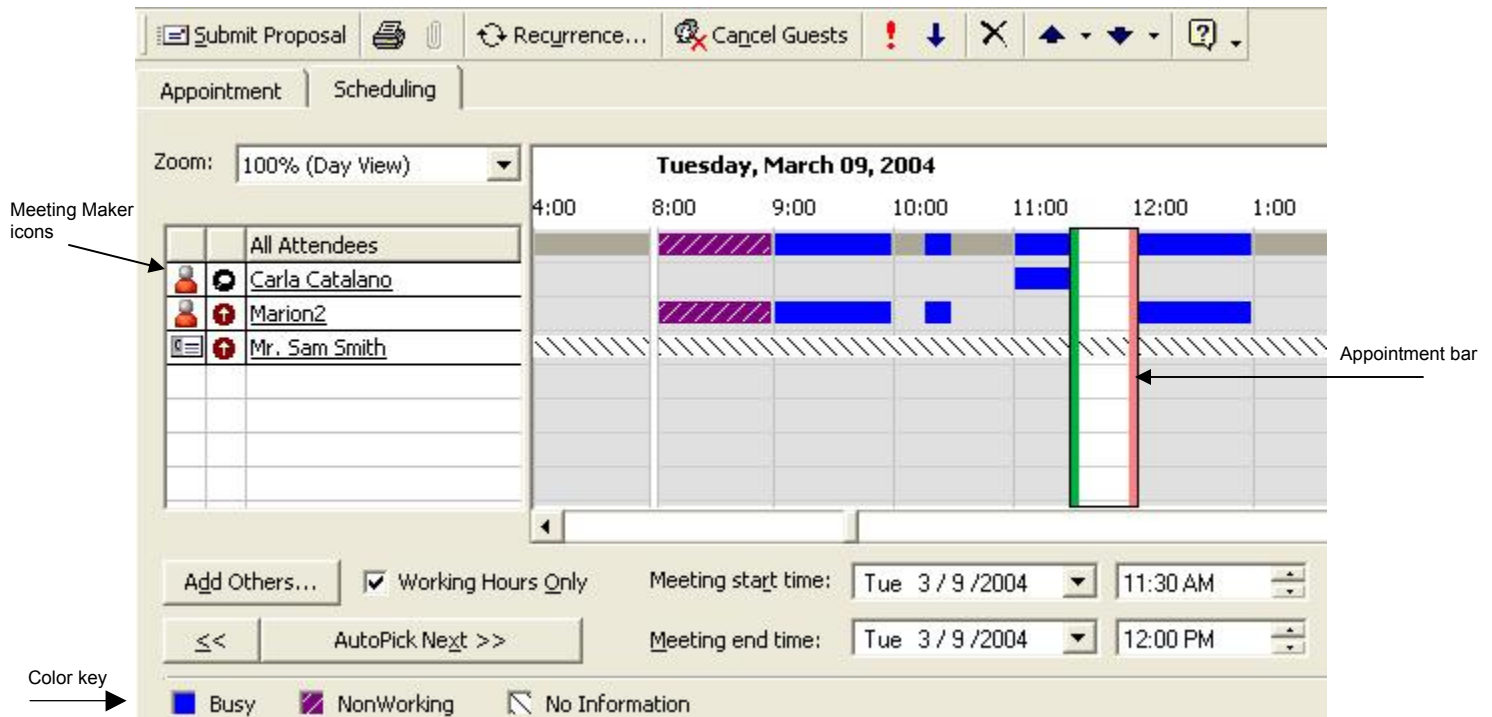 Submit Proposal Recurrence... Cancel Guests
Appointment Scheduling
Zoom: 100% (Day View)
Tuesday, March 09, 2004
4:00 8:00 9:00 10:00 11:00 12:00 1:00
Meeting Maker
icons
All Attendees
Carla Catalano
Marion2
Mr. Sam Smith
Appointment bar
Add Others... Working Hours Only Meeting start time: Tue 3 / 9 /2004 11:30 AM
<< AutoPick Next >> Meeting end time: Tue 3 / 9 /2004 12:00 PM
Color key
Busy NonWorking No Information